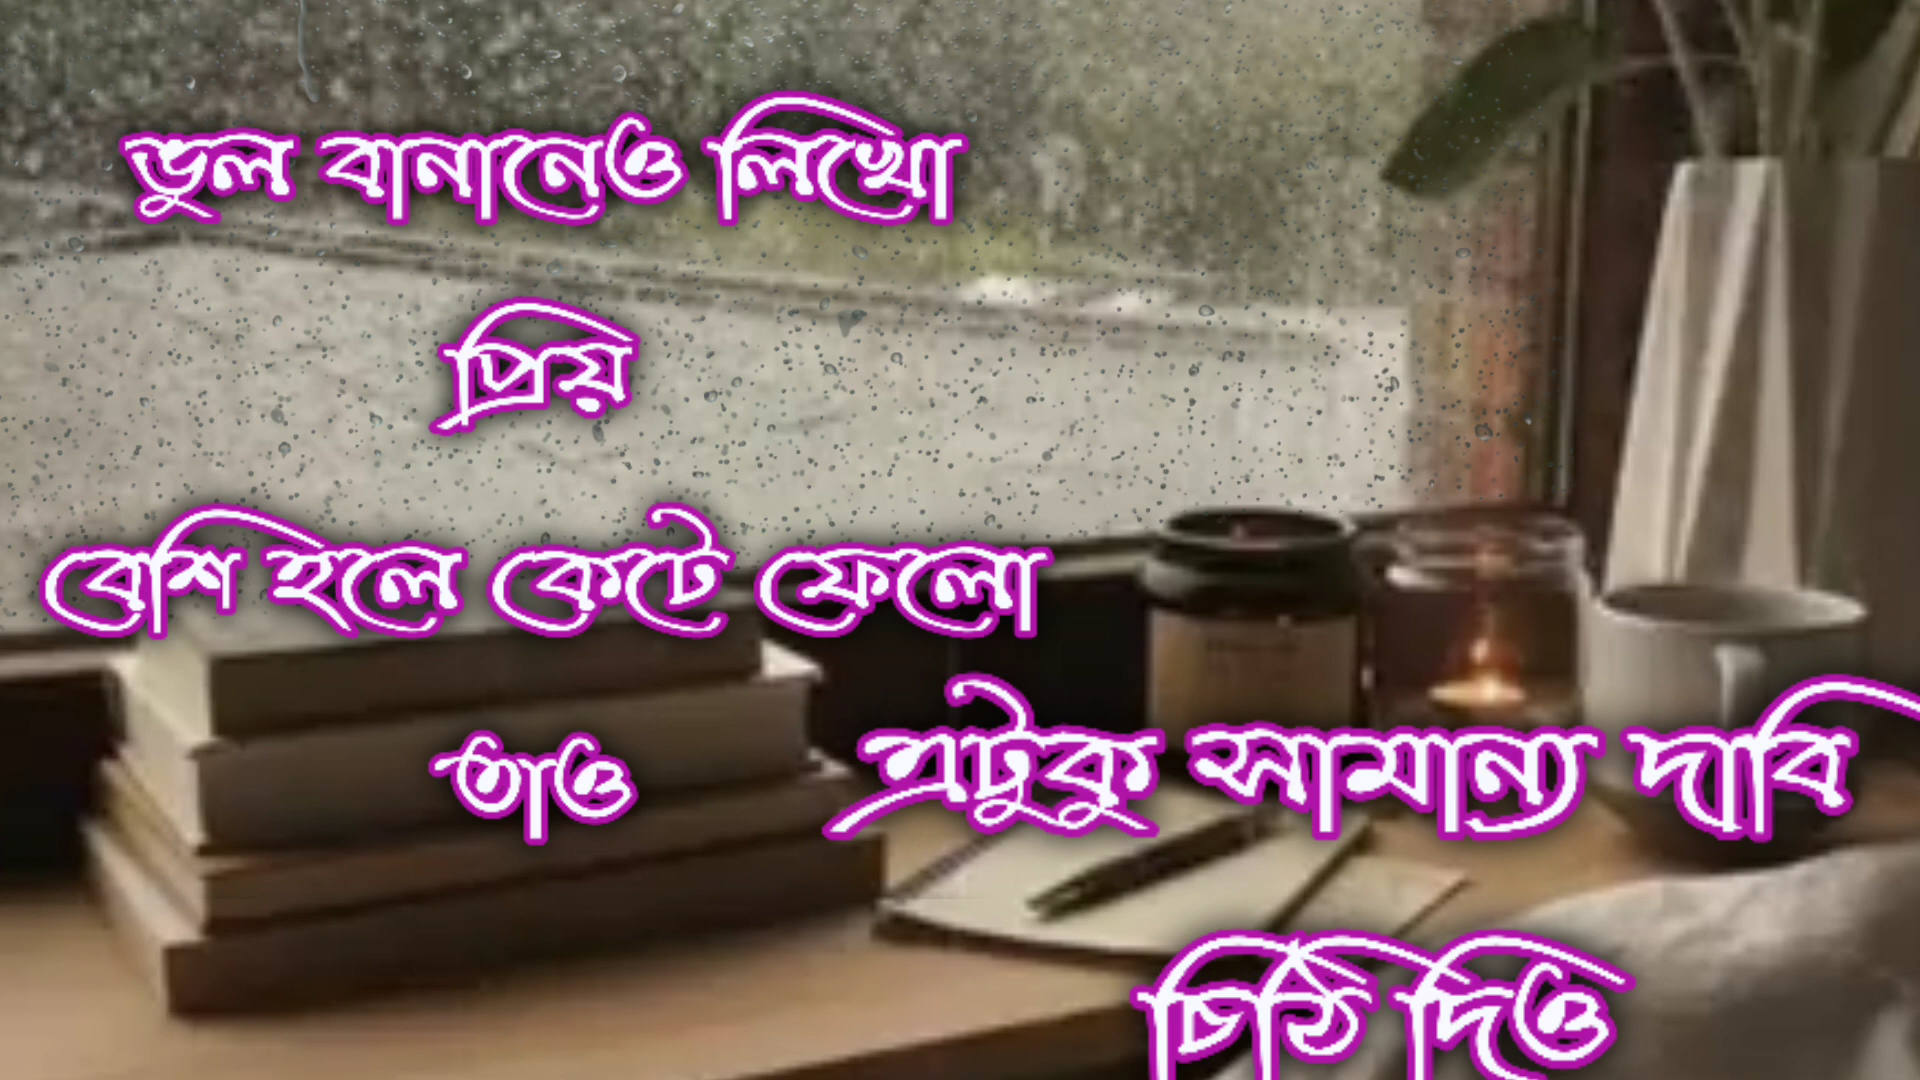 ভুল বানানেও লিখো
প্রিয়
বেশি হলে কেটে ফেলো
তাও
এটুকু সামান্য দাবি
চিঠি দিও